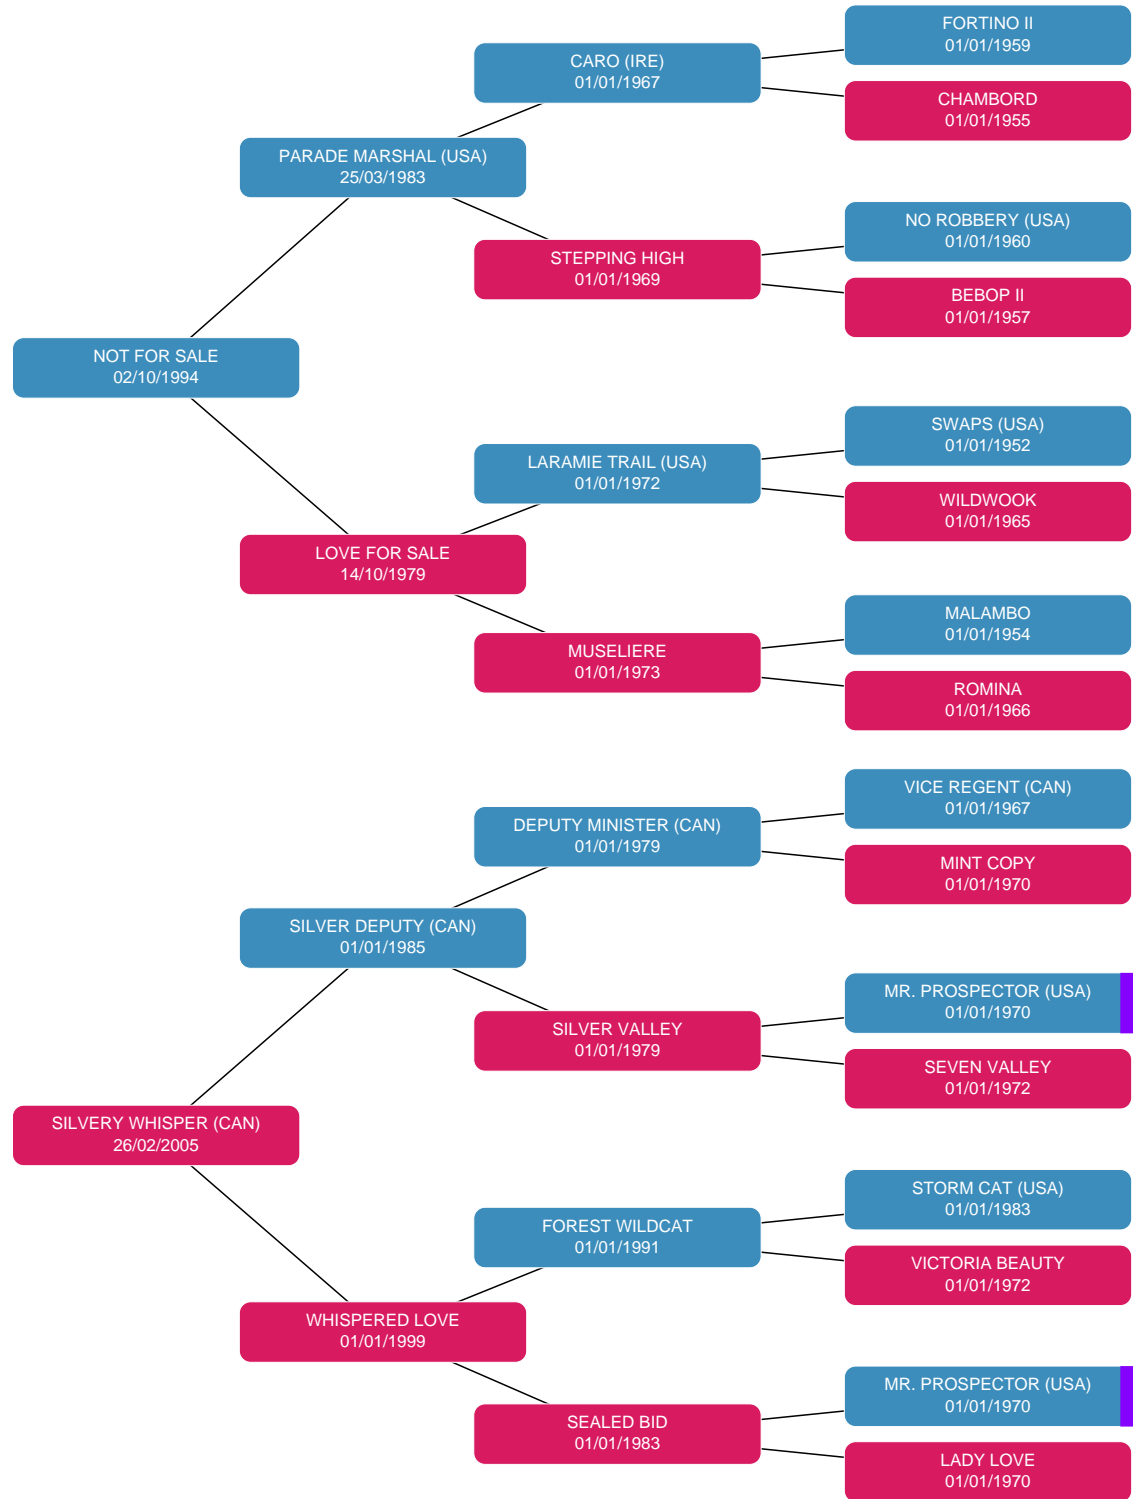 FORTINO II
01/01/1959
CARO (IRE)
01/01/1967
CHAMBORD
01/01/1955
PARADE MARSHAL (USA)
25/03/1983
NO ROBBERY (USA)
01/01/1960
STEPPING HIGH
01/01/1969
BEBOP II
01/01/1957
NOT FOR SALE
02/10/1994
SWAPS (USA)
01/01/1952
LARAMIE TRAIL (USA)
01/01/1972
WILDWOOK
01/01/1965
LOVE FOR SALE
14/10/1979
MALAMBO
01/01/1954
MUSELIERE
01/01/1973
ROMINA
01/01/1966
VICE REGENT (CAN)
01/01/1967
DEPUTY MINISTER (CAN)
01/01/1979
MINT COPY
01/01/1970
SILVER DEPUTY (CAN)
01/01/1985
MR. PROSPECTOR (USA)
01/01/1970
SILVER VALLEY
01/01/1979
SEVEN VALLEY
01/01/1972
SILVERY WHISPER (CAN)
26/02/2005
STORM CAT (USA)
01/01/1983
FOREST WILDCAT
01/01/1991
VICTORIA BEAUTY
01/01/1972
WHISPERED LOVE
01/01/1999
MR. PROSPECTOR (USA)
01/01/1970
SEALED BID
01/01/1983
LADY LOVE
01/01/1970